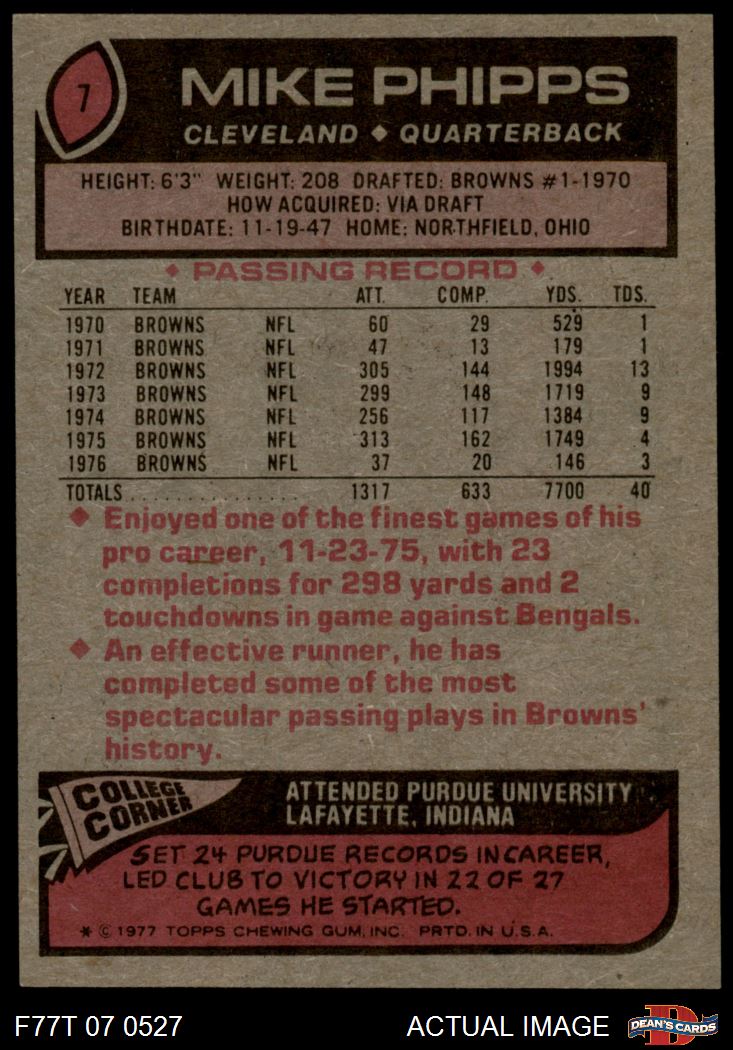 7
MIKE PHIPPS
CLEVELAND ◆ QUARTERBACK
HEIGHT: 6'3" WEIGHT: 208 DRAFTED: BROWNS #1-1970
HOW ACQUIRED: VIA DRAFT
BIRTHDATE: 11-19-47 HOME: NORTHFIELD, OHIO
◆ PASSING RECORD ◆
YEAR TEAM ATT. COMP. YDS. TDS.
1970 BROWNS NFL 60 29 529 1
1971 BROWNS NFL 47 13 179 1
1972 BROWNS NFL 305 144 1994 13
1973 BROWNS NFL 299 148 1719 9
1974 BROWNS NFL 256 117 1384 9
1975 BROWNS NFL 313 162 1749 4
1976 BROWNS NFL 37 20 146 3
TOTALS.................. 1317 633 7700 40
◆ Enjoyed one of the finest games of his
pro career, 11-23-75, with 23
completions for 298 yards and 2
touchdowns in game against Bengals.
◆ An effective runner, he has
completed some of the most
spectacular passing plays in Browns'
history.
COLLEGE
CORNER
ATTENDED PURDUE UNIVERSITY
LAFAYETTE, INDIANA
SET 24 PURDUE RECORDS IN CAREER,
LED CLUB TO VICTORY IN 22 OF 27
GAMES HE STARTED.
* © 1977 TOPPS CHEWING GUM, INC. PRTD. IN U.S.A.
F77T 07 0527 ACTUAL IMAGE
D
DEAN'S CARDS